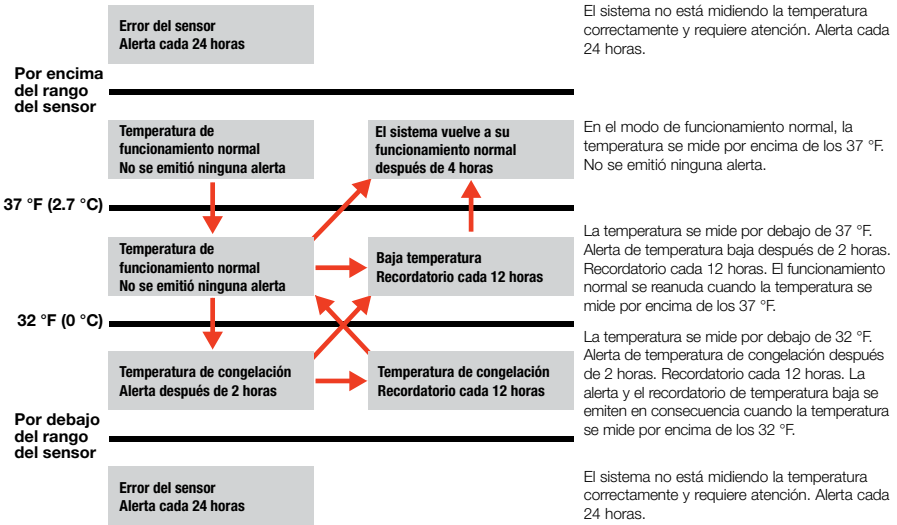 Error del sensor
Alerta cada 24 horas
El sistema no está midiendo la temperatura
correctamente y requiere atención. Alerta cada
24 horas.
Por encima
del rango
del sensor
Temperatura de
funcionamiento normal
No se emitió ninguna alerta
El sistema vuelve a su
funcionamiento normal
después de 4 horas
En el modo de funcionamiento normal, la
temperatura se mide por encima de los 37 °F.
No se emitió ninguna alerta.
37 °F (2.7 °C)
Temperatura de
funcionamiento normal
No se emitió ninguna alerta
Baja temperatura
Recordatorio cada 12 horas
La temperatura se mide por debajo de 37 °F.
Alerta de temperatura baja después de 2 horas.
Recordatorio cada 12 horas. El funcionamiento
normal se reanuda cuando la temperatura se
mide por encima de los 37 °F.
32 °F (0 °C)
Temperatura de congelación
Alerta después de 2 horas
Temperatura de congelación
Recordatorio cada 12 horas
La temperatura se mide por debajo de 32 °F.
Alerta de temperatura de congelación después
de 2 horas. Recordatorio cada 12 horas. La
alerta y el recordatorio de temperatura baja se
emiten en consecuencia cuando la temperatura
se mide por encima de los 32 °F.
Por debajo
del rango
del sensor
Error del sensor
Alerta cada 24 horas
El sistema no está midiendo la temperatura
correctamente y requiere atención. Alerta cada
24 horas.